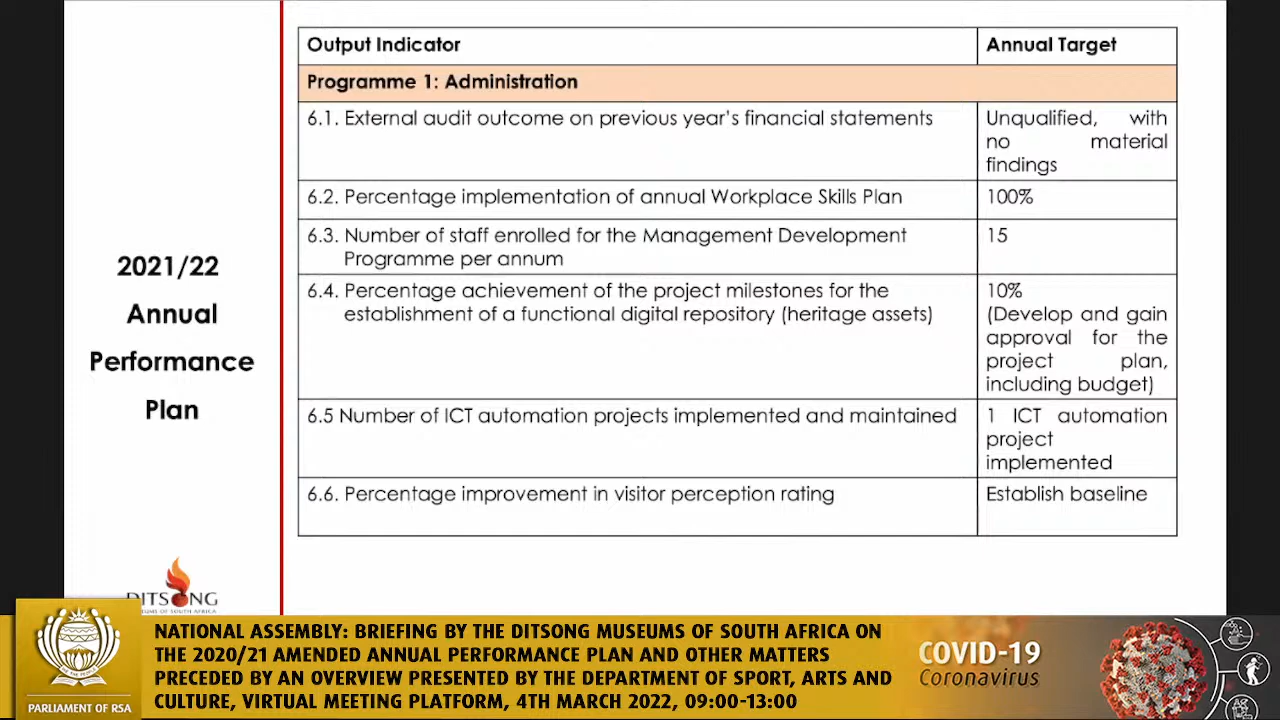 Output Indicator
Annual Target
Programme 1: Administration
6.1. External audit outcome on previous year's financial statements
Unqualified, with
no material
findings
6.2. Percentage implementation of annual Workplace Skills Plan
100%
6.3. Number of staff enrolled for the Management Development
Programme per annum
15
6.4. Percentage achievement of the project milestones for the
establishment of a functional digital repository (heritage assets)
10%
(Develop and gain
approval for the
project plan,
including budget)
6.5 Number of ICT automation projects implemented and maintained
1 ICT automation
project
implemented
6.6. Percentage improvement in visitor perception rating
Establish baseline
2021/22
Annual
Performance
Plan
DITSONG
MUSEUMS OF SOUTH AFRICA
PARLIAMENT OF RSA
NATIONAL ASSEMBLY: BRIEFING BY THE DITSONG MUSEUMS OF SOUTH AFRICA ON
THE 2020/21 AMENDED ANNUAL PERFORMANCE PLAN AND OTHER MATTERS
PRECEDED BY AN OVERVIEW PRESENTED BY THE DEPARTMENT OF SPORT, ARTS AND
CULTURE, VIRTUAL MEETING PLATFORM, 4TH MARCH 2022, 09:00-13:00
COVID-19
Coronavirus